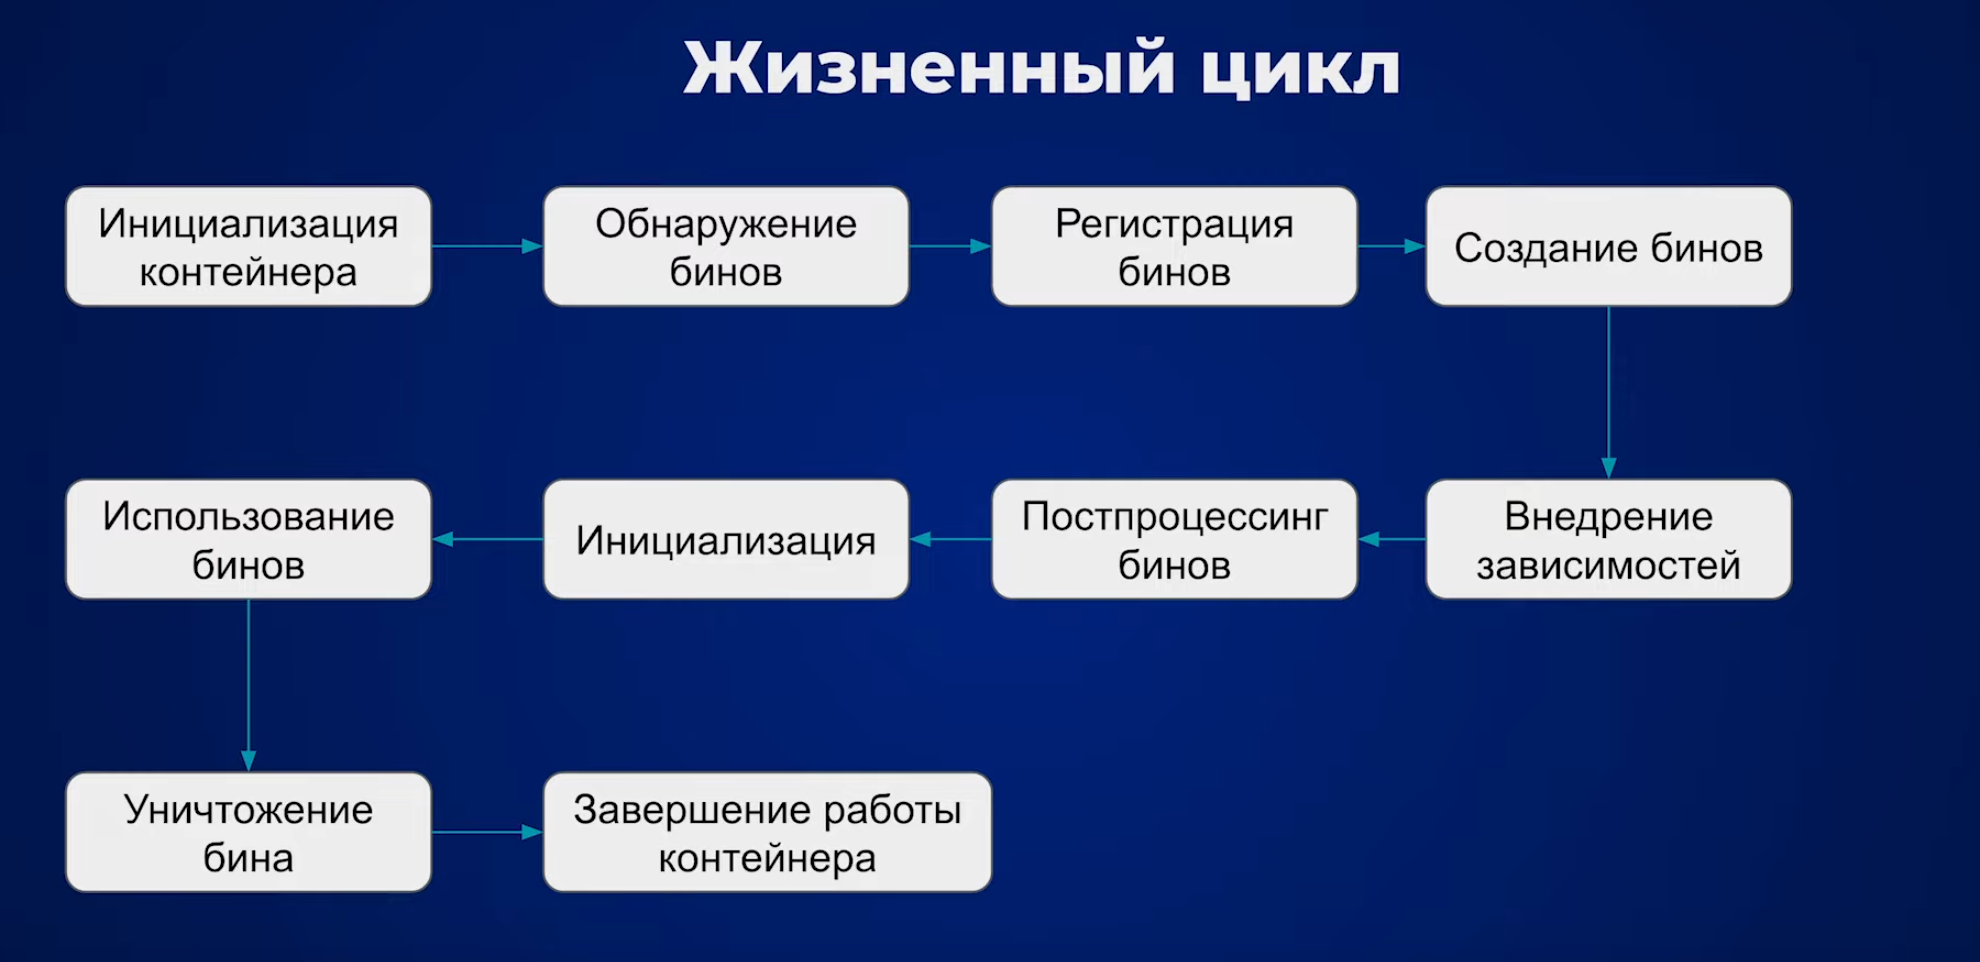 Жизненный цикл
Инициализация
контейнера
Обнаружение
бинов
Регистрация
бинов
Создание бинов
Внедрение
зависимостей
Постпроцессинг
бинов
Инициализация
Использование
бинов
Уничтожение
бина
Завершение работы
контейнера